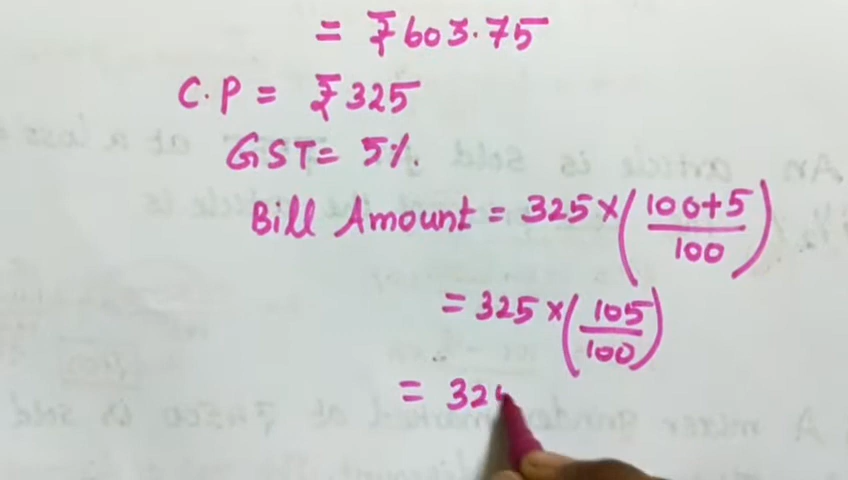 = ₹603.75
C.P = ₹325
GST= 5%.
Bill Amount = 325×(100+5/100)
= 325×(105/100)
= 32